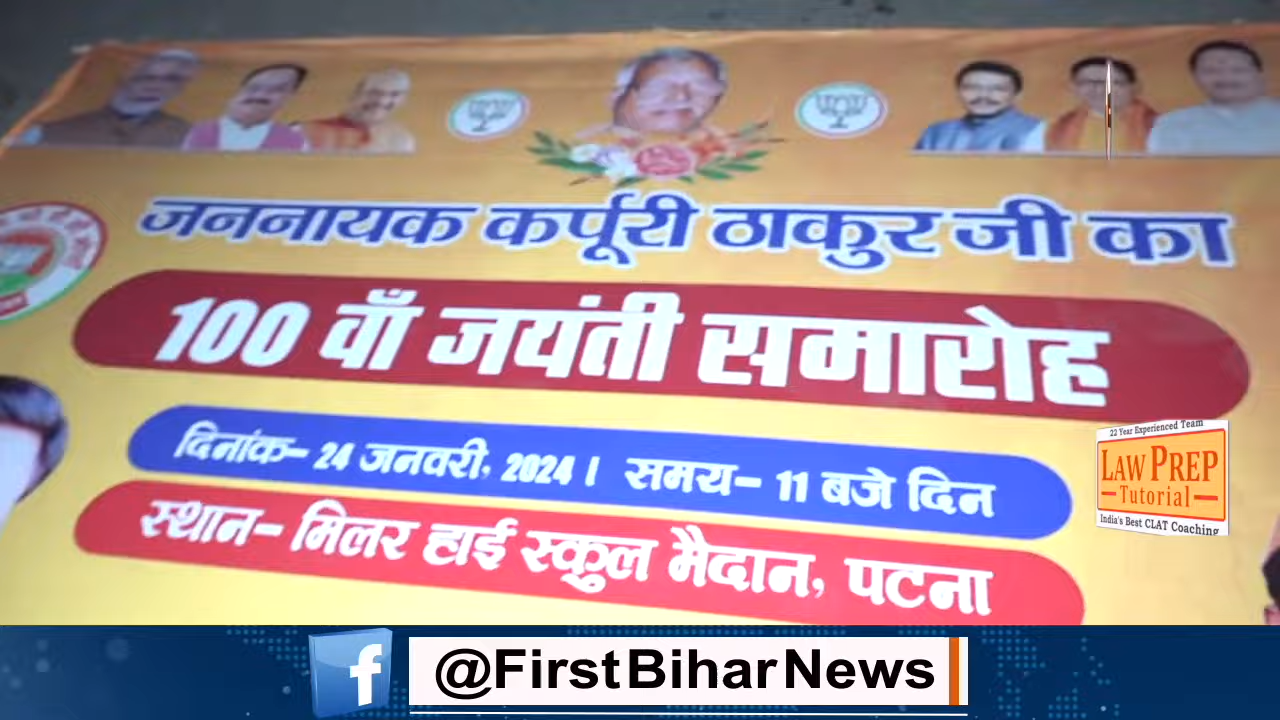 जननायक कर्पूरी ठाकुर जी का
100 वाँ जयंती समारोह
दिनांक- 24 जनवरी, 2024 । समय- 11 बजे दिन
स्थान- मिलर हाई स्कुल मैदान, पटना
22 Year Experienced Team
LAW PREP
Tutorial
India's Best CLAT Coaching
f @FirstBiharNews